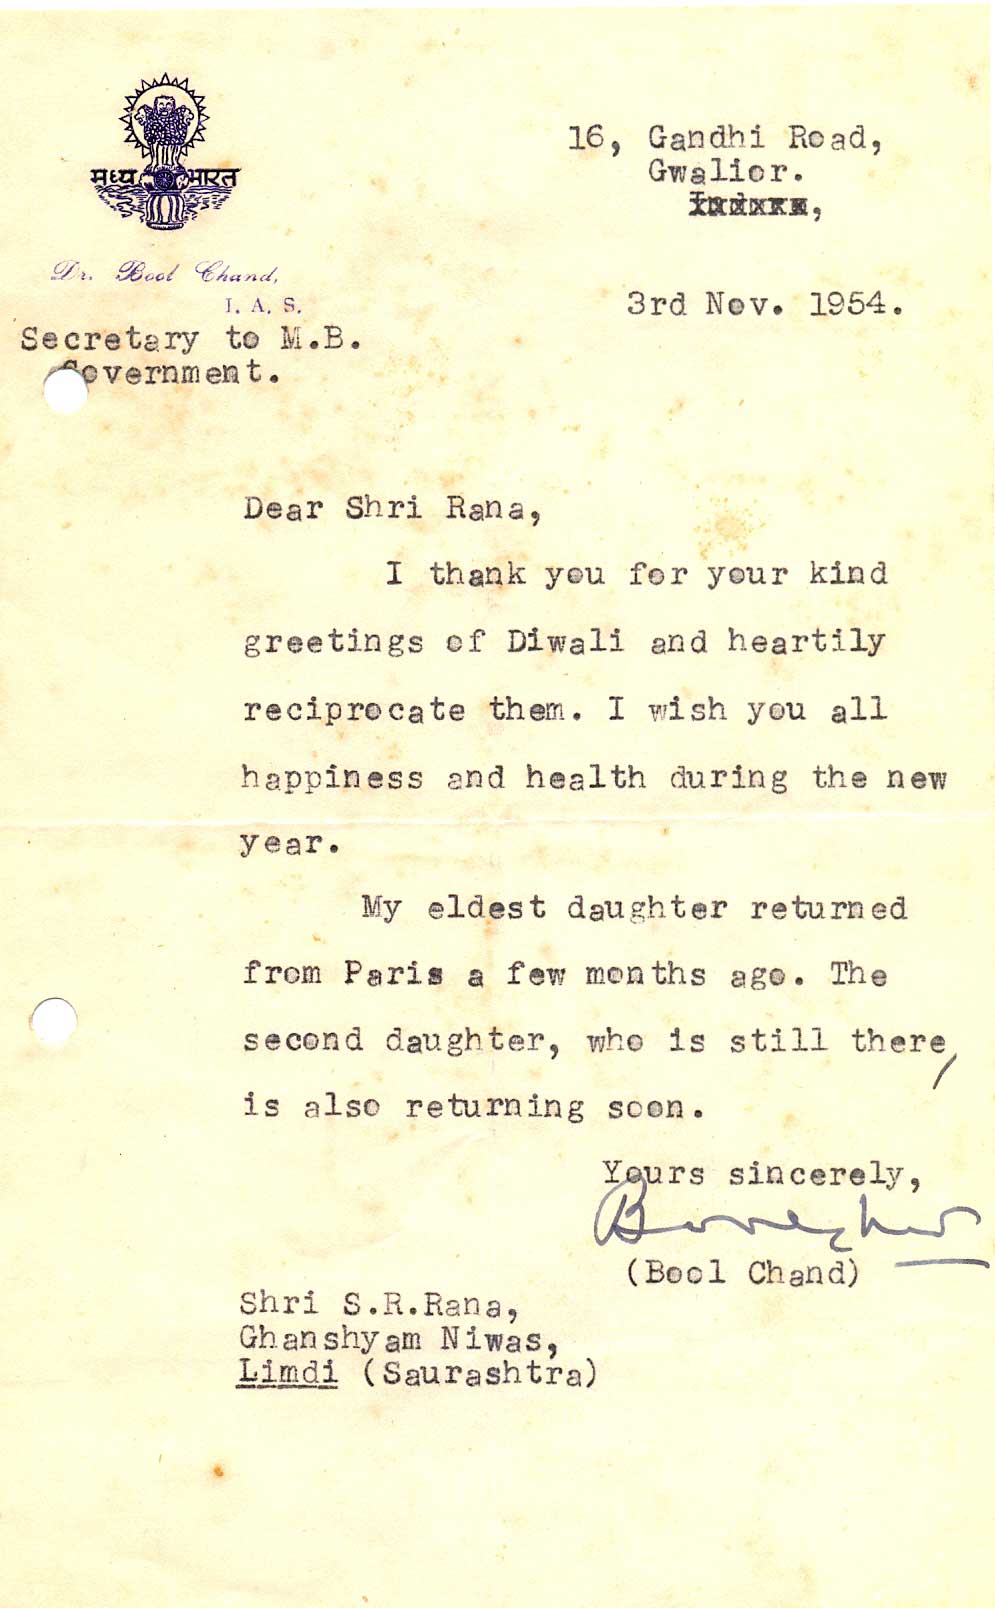 मध्य भारत
16, Gandhi Road,
Gwalior.
Dr. Bool Chand,
I. A. S.
Secretary to M.B.
Government.
3rd Nov. 1954.
Dear Shri Rana,
I thank you for your kind
greetings of Diwali and heartily
reciprocate them. I wish you all
happiness and health during the new
year.
My eldest daughter returned
from Paris a few months ago. The
second daughter, who is still there,
is also returning soon.
Yours sincerely,
(Bool Chand)
Shri S.R.Rana,
Ghanshyam Niwas,
Limdi (Saurashtra)